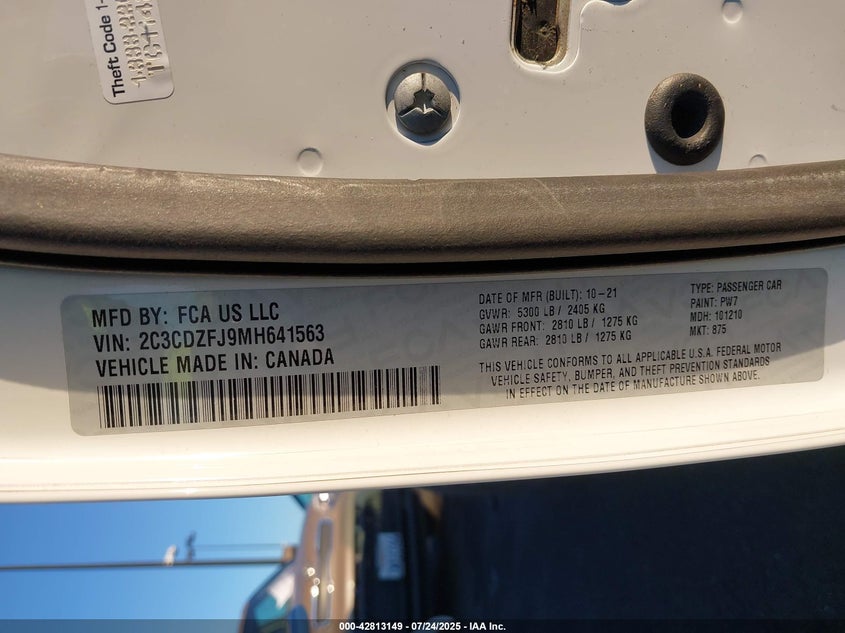 Theft Code 1-
MFD BY: FCA US LLC
VIN: 2C3CDZFJ9MH641563
VEHICLE MADE IN: CANADA
DATE OF MFR (BUILT): 10-21
GVWR: 5300 LB / 2405 KG
GAWR FRONT: 2810 LB / 1275 KG
GAWR REAR: 2810 LB / 1275 KG
TYPE: PASSENGER CAR
PAINT: PW7
MDH: 101210
MKT: 875
THIS VEHICLE CONFORMS TO ALL APPLICABLE U.S.A. FEDERAL MOTOR
VEHICLE SAFETY, BUMPER, AND THEFT PREVENTION STANDARDS
IN EFFECT ON THE DATE OF MANUFACTURE SHOWN ABOVE.
000-42813149 | 07/24/2025 - IAA Inc.